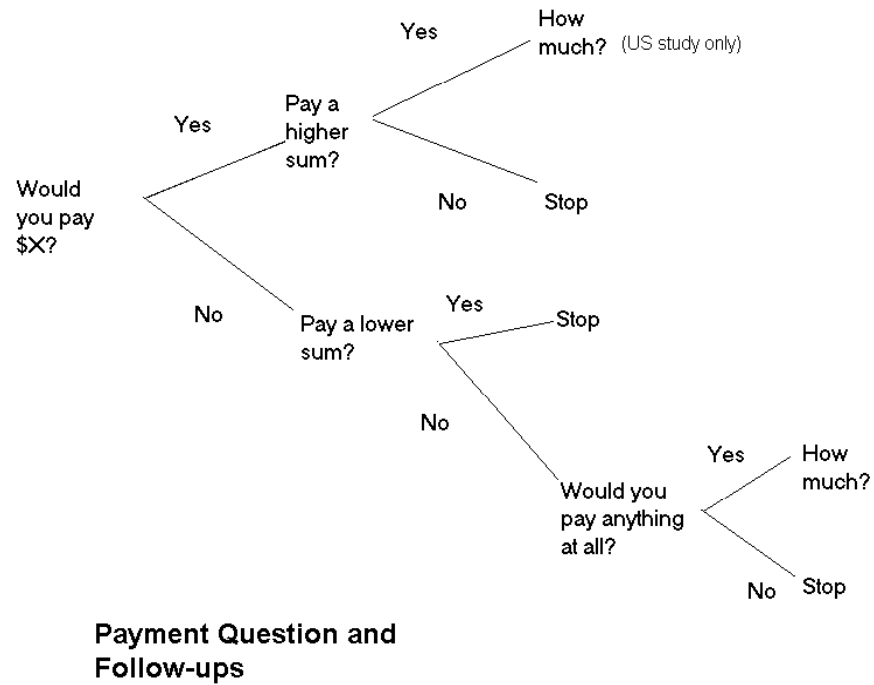 Yes
How
much? (US study only)
Yes
Pay a
higher
sum?
Would
you pay
$X?
No
Stop
No
Pay a lower
sum?
Yes
Stop
No
Would you
pay anything
at all?
Yes
How
much?
No
Stop
Payment Question and
Follow-ups